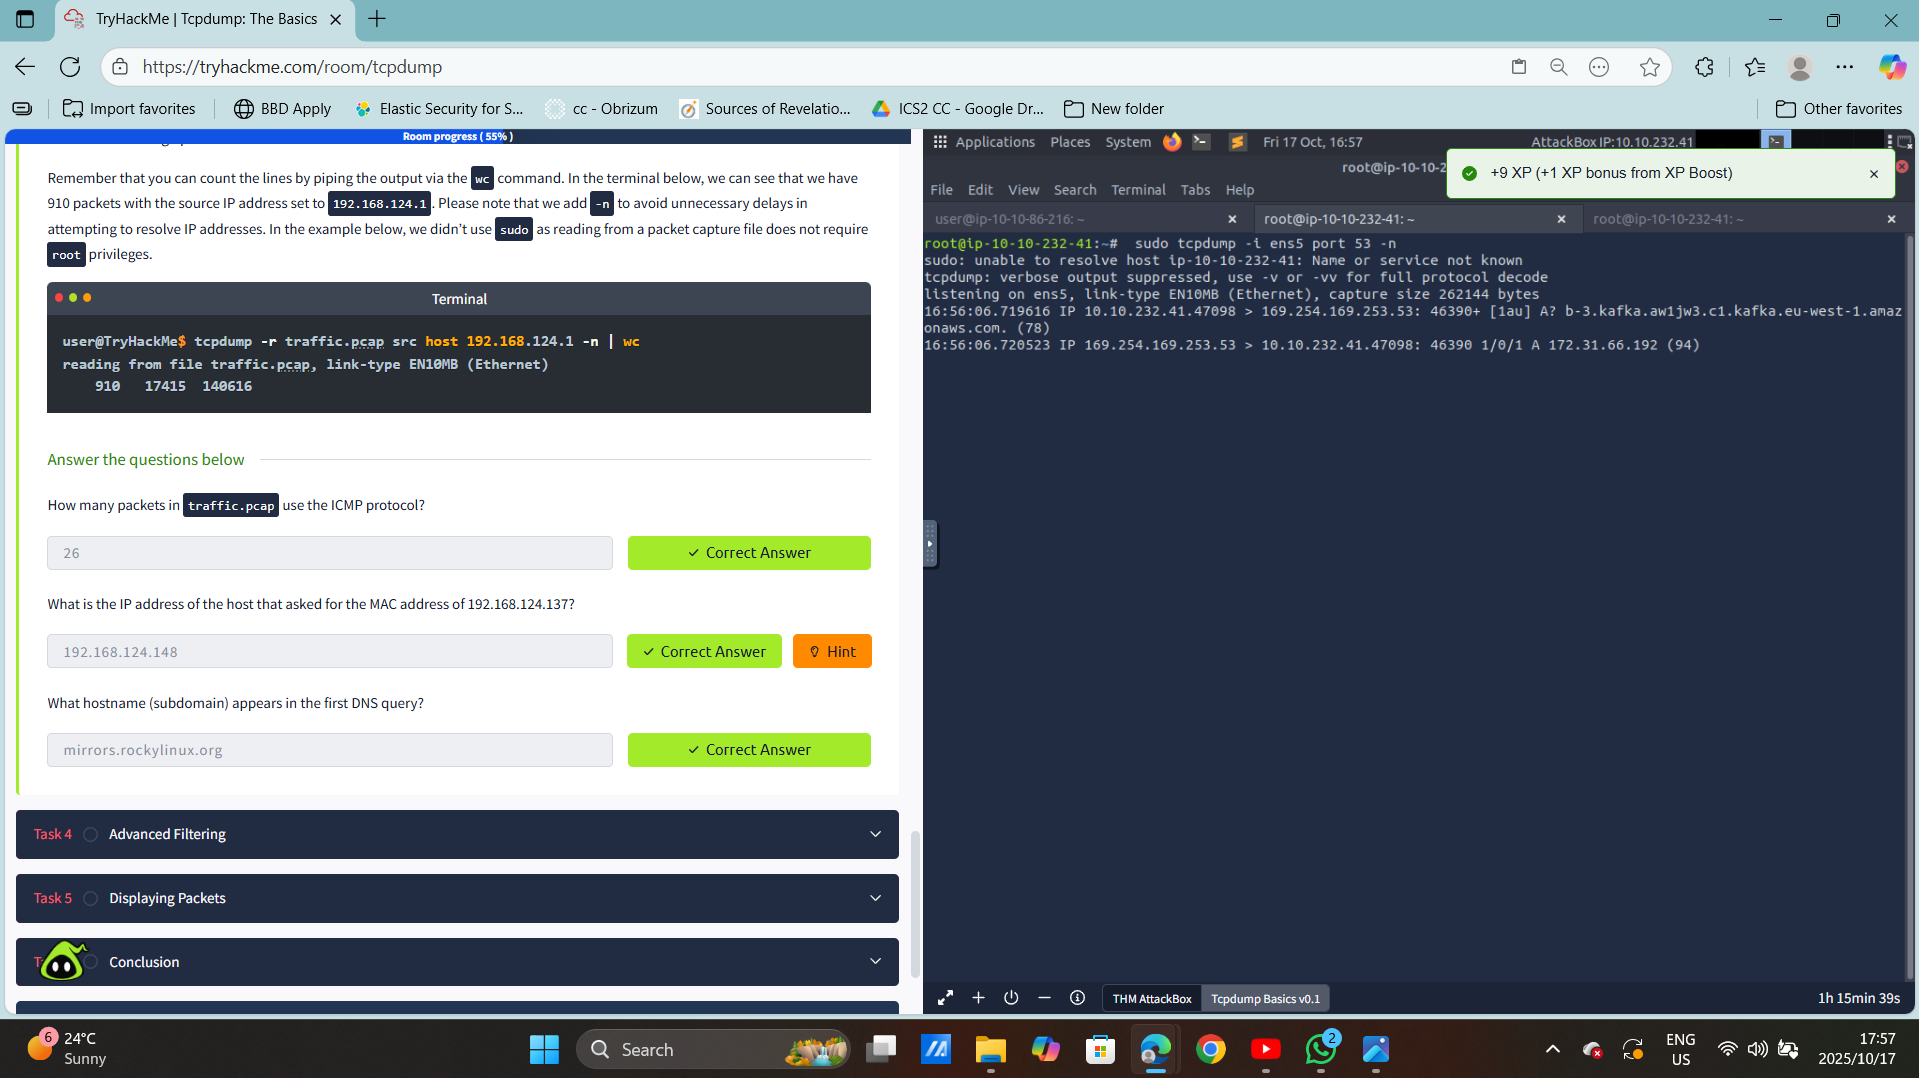 TryHackMe | Tcpdump: The Basics
https://tryhackme.com/room/tcpdump
Import favorites
BBD Apply
Elastic Security for S...
cc - Obrizum
Sources of Revelatio...
ICS2 CC - Google Dr...
New folder
Other favorites
Room progress ( 55% )
Remember that you can count the lines by piping the output via the wc command. In the terminal below, we can see that we have
910 packets with the source IP address set to 192.168.124.1. Please note that we add -n to avoid unnecessary delays in
attempting to resolve IP addresses. In the example below, we didn't use sudo as reading from a packet capture file does not require
root privileges.
Terminal
user@TryHackMe$ tcpdump -r traffic.pcap src host 192.168.124.1 -n | wc
reading from file traffic.pcap, link-type EN10MB (Ethernet)
910 17415 140616
Answer the questions below
How many packets in traffic.pcap use the ICMP protocol?
26
Correct Answer
What is the IP address of the host that asked for the MAC address of 192.168.124.137?
192.168.124.148
Correct Answer
Hint
What hostname (subdomain) appears in the first DNS query?
mirrors.rockylinux.org
Correct Answer
Task 4 Advanced Filtering
Task 5 Displaying Packets
Conclusion
Applications Places System Fri 17 Oct, 16:57 AttackBox IP:10.10.232.41
root@ip-10-10-2
+9 XP (+1 XP bonus from XP Boost)
File Edit View Search Terminal Tabs Help
user@ip-10-10-86-216: ~
root@ip-10-10-232-41: ~
root@ip-10-10-232-41: ~
root@ip-10-10-232-41:~# sudo tcpdump -i ens5 port 53 -n
sudo: unable to resolve host ip-10-10-232-41: Name or service not known
tcpdump: verbose output suppressed, use -v or -vv for full protocol decode
listening on ens5, link-type EN10MB (Ethernet), capture size 262144 bytes
16:56:06.719616 IP 10.10.232.41.47098 > 169.254.169.253.53: 46390+ [1au] A? b-3.kafka.aw1jw3.c1.kafka.eu-west-1.amaz
onaws.com. (78)
16:56:06.720523 IP 169.254.169.253.53 > 10.10.232.41.47098: 46390 1/0/1 A 172.31.66.192 (94)
THM AttackBox
Tcpdump Basics v0.1
1h 15min 39s
6
24°C
Sunny
Search
2
ENG
US
17:57
2025/10/17